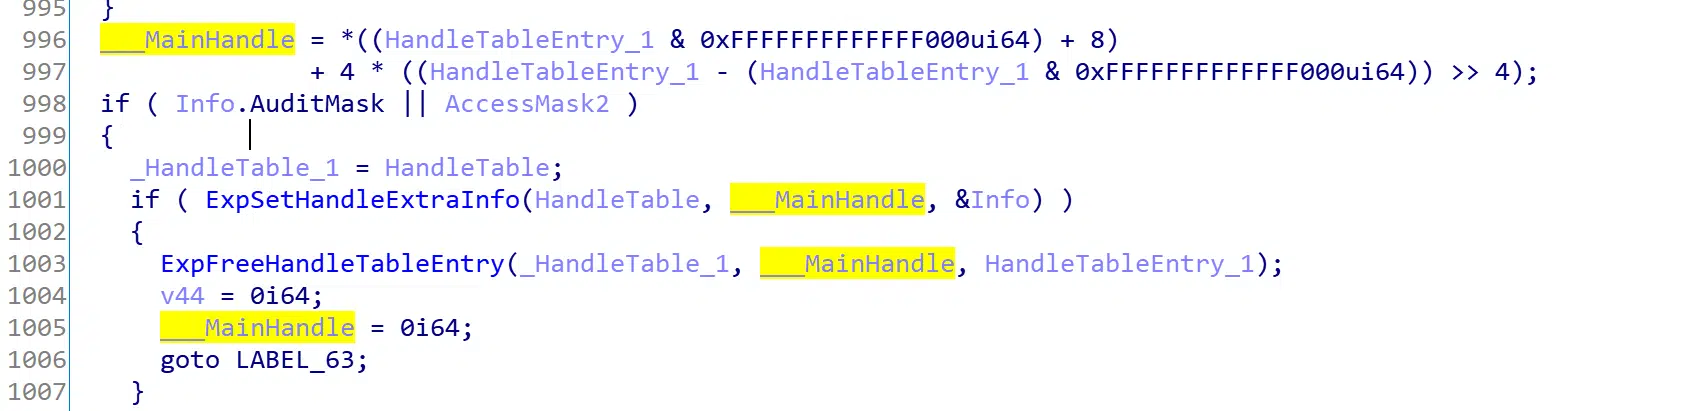 995 }
996 ___MainHandle = *((HandleTableEntry_1 & 0xFFFFFFFFFFFFF000ui64) + 8)
997 + 4 * ((HandleTableEntry_1 - (HandleTableEntry_1 & 0xFFFFFFFFFFFFF000ui64)) >> 4);
998 if ( Info.AuditMask || AccessMask2 )
999 {
1000 _HandleTable_1 = HandleTable;
1001 if ( ExpSetHandleExtraInfo(HandleTable, ___MainHandle, &Info) )
1002 {
1003 ExpFreeHandleTableEntry(_HandleTable_1, ___MainHandle, HandleTableEntry_1);
1004 v44 = 0i64;
1005 ___MainHandle = 0i64;
1006 goto LABEL_63;
1007 }